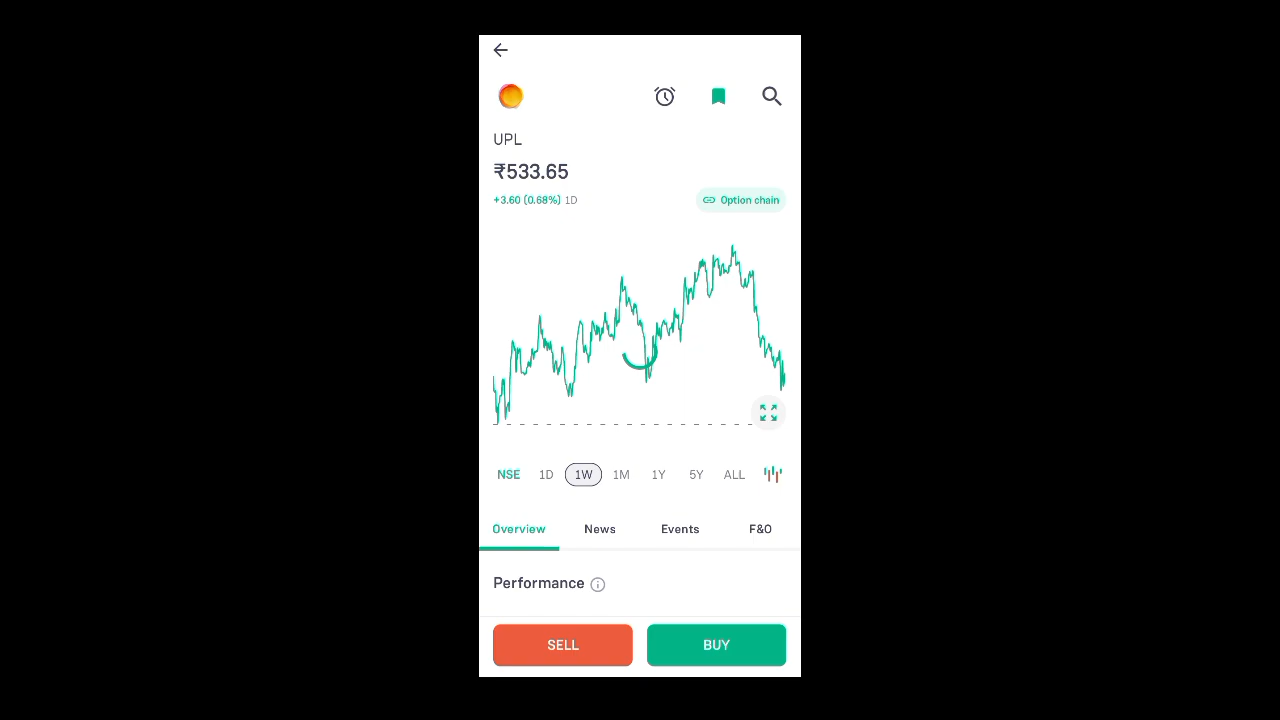 UPL
₹533.65
+3.60 (0.68%) 1D
Option chain
NSE 1D 1W 1M 1Y 5Y ALL
Overview News Events F&O
Performance
SELL BUY